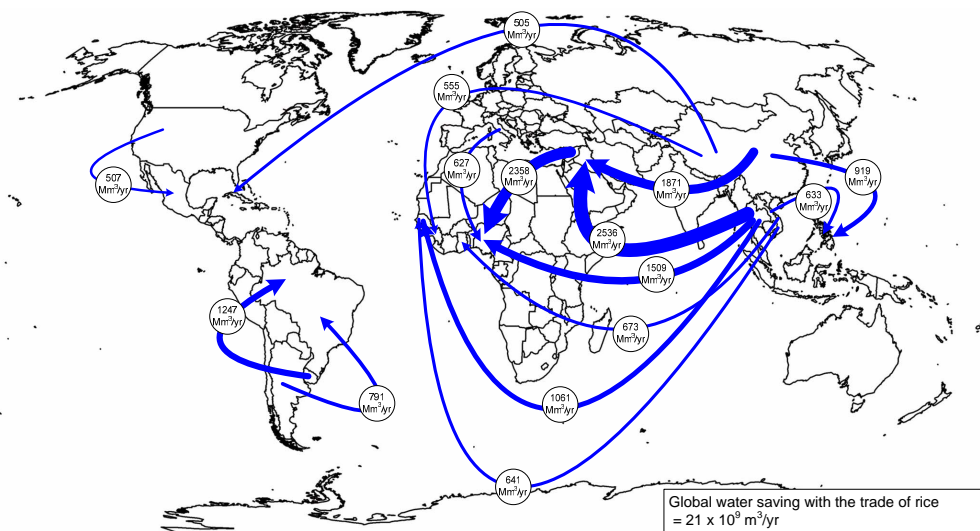 505
Mm³/yr
555
Mm³/yr
627
Mm³/yr
2358
Mm³/yr
1871
Mm³/yr
919
Mm³/yr
507
Mm³/yr
633
Mm³/yr
2536
Mm³/yr
1509
Mm³/yr
1247
Mm³/yr
673
Mm³/yr
791
Mm³/yr
1061
Mm³/yr
641
Mm³/yr
Global water saving with the trade of rice
= 21 x 10⁹ m³/yr